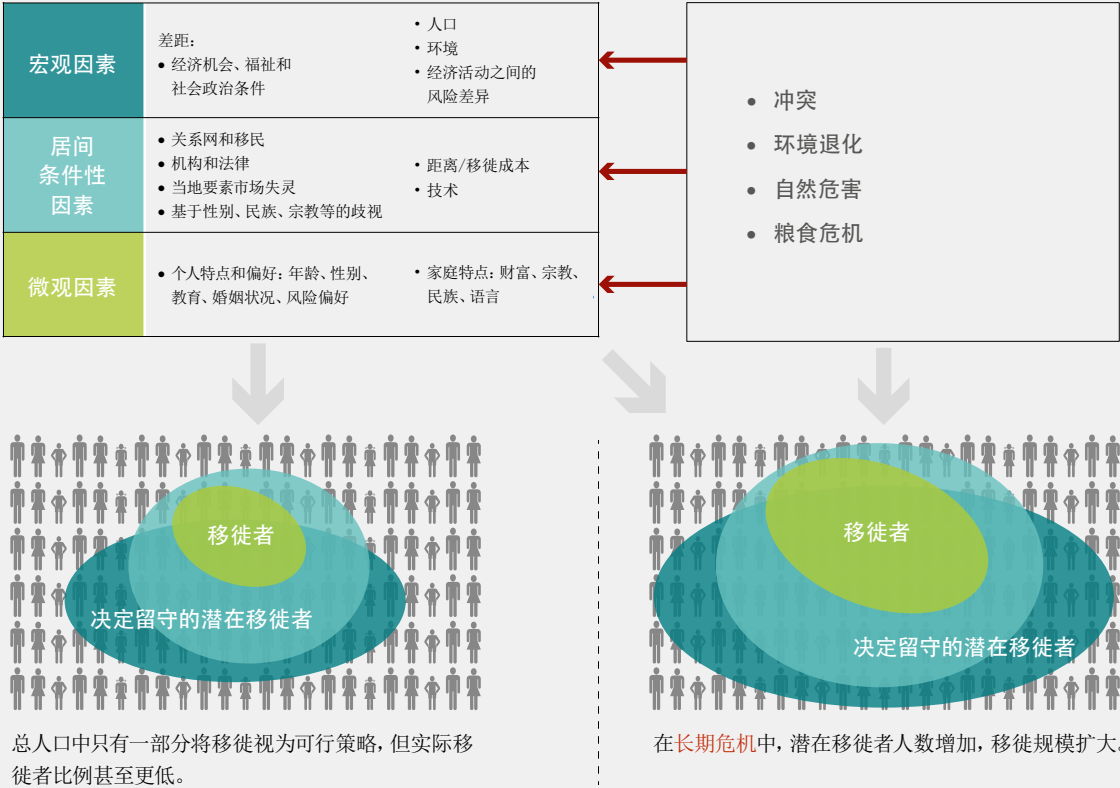 宏观因素
差距：
• 经济机会、福祉和
社会政治条件
• 人口
• 环境
• 经济活动之间的
风险差异
居间
条件性
因素
• 关系网和移民
• 机构和法律
• 当地要素市场失灵
• 基于性别、民族、宗教等的歧视
• 距离/移徙成本
• 技术
微观因素
• 个人特点和偏好：年龄、性别、
教育、婚姻状况、风险偏好
• 家庭特点：财富、宗教、
民族、语言
• 冲突
• 环境退化
• 自然危害
• 粮食危机
移徙者
决定留守的潜在移徙者
总人口中只有一部分将移徙视为可行策略，但实际移
徙者比例甚至更低。
移徙者
决定留守的潜在移徙者
在长期危机中，潜在移徙者人数增加，移徙规模扩大。